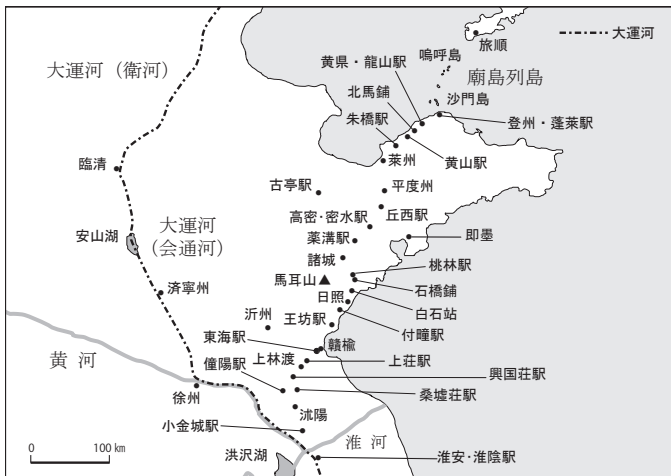 旅順
大運河
嗚呼島
廟島列島
沙門島
大運河(衛河)
黄県・龍山駅
北馬鋪
朱橋駅
登州・蓬萊駅
黄山駅
萊州
臨清
古亭駅
平度州
高密・密水駅
丘西駅
安山湖
大運河
(会通河)
薬溝駅
即墨
諸城
馬耳山
桃林駅
石橋鋪
済寧州
日照
白石站
沂州
王坊駅
付疃駅
東海駅
贛楡
黄河
上林渡
上荘駅
僮陽駅
興国荘駅
徐州
桑墟荘駅
沭陽
小金城駅
0
100 km
洪沢湖
淮河
淮安・淮陰駅